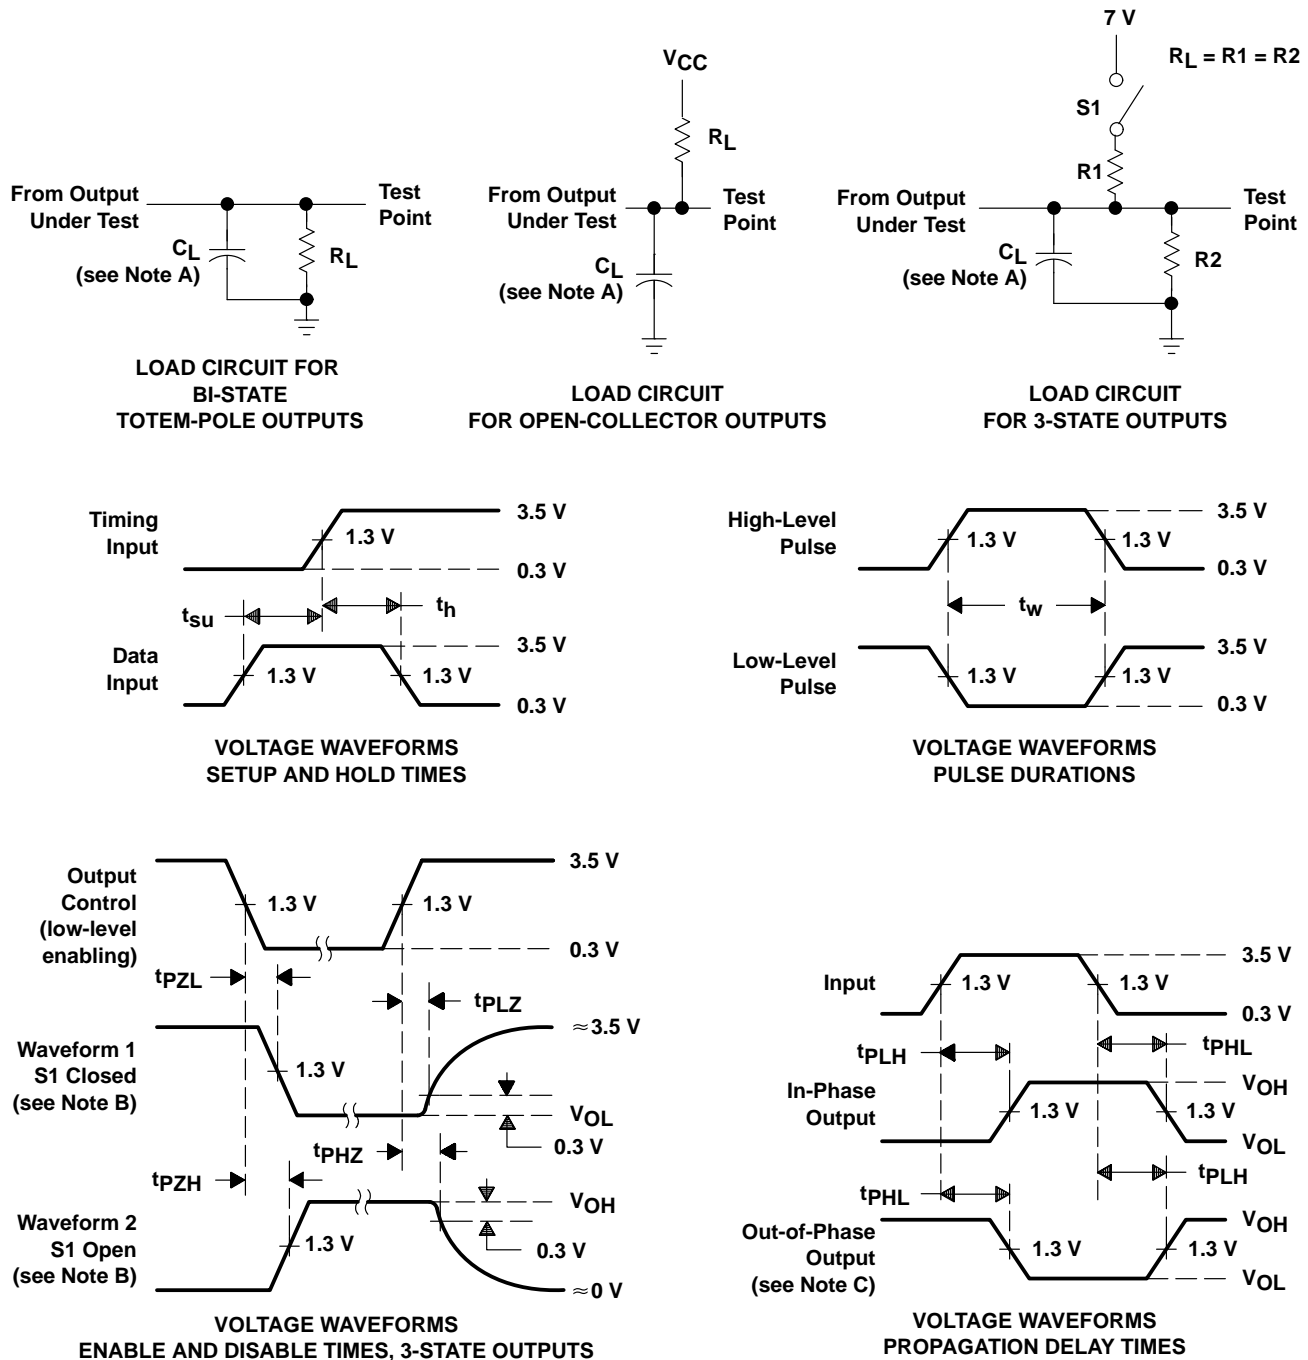 7 V
RL = R1 = R2
VCC
S1
RL
R1
From Output
Under Test
Test
Point
From Output
Under Test
Test
Point
From Output
Under Test
Test
Point
CL
(see Note A)
RL
CL
(see Note A)
CL
(see Note A)
R2
LOAD CIRCUIT FOR
BI-STATE
TOTEM-POLE OUTPUTS
LOAD CIRCUIT
FOR OPEN-COLLECTOR OUTPUTS
LOAD CIRCUIT
FOR 3-STATE OUTPUTS
Timing
Input
3.5 V
1.3 V
0.3 V
tsu
th
Data
Input
3.5 V
1.3 V
1.3 V
0.3 V
VOLTAGE WAVEFORMS
SETUP AND HOLD TIMES
High-Level
Pulse
3.5 V
1.3 V
1.3 V
0.3 V
tw
Low-Level
Pulse
3.5 V
1.3 V
1.3 V
0.3 V
VOLTAGE WAVEFORMS
PULSE DURATIONS
Output
Control
(low-level
enabling)
3.5 V
1.3 V
1.3 V
0.3 V
tPZL
tPLZ
Waveform 1
S1 Closed
(see Note B)
≈3.5 V
1.3 V
VOL
0.3 V
tPHZ
tPZH
Waveform 2
S1 Open
(see Note B)
VOH
1.3 V
0.3 V
≈0 V
VOLTAGE WAVEFORMS
ENABLE AND DISABLE TIMES, 3-STATE OUTPUTS
Input
3.5 V
1.3 V
1.3 V
0.3 V
tPLH
tPHL
In-Phase
Output
VOH
1.3 V
1.3 V
VOL
tPHL
tPLH
Out-of-Phase
Output
(see Note C)
VOH
1.3 V
1.3 V
VOL
VOLTAGE WAVEFORMS
PROPAGATION DELAY TIMES